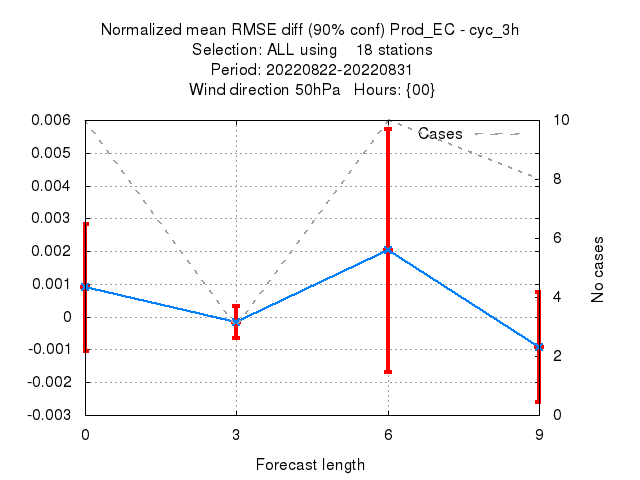 Normalized mean RMSE diff (90% conf) Prod_EC - cyc_3h
Selection: ALL using    18 stations
Period: 20220822-20220831
Wind direction 50hPa   Hours: {00}
Cases
0.006
0.005
0.004
0.003
0.002
0.001
0
-0.001
-0.002
-0.003
10
8
6
4
2
0
No cases
0
3
6
9
Forecast length